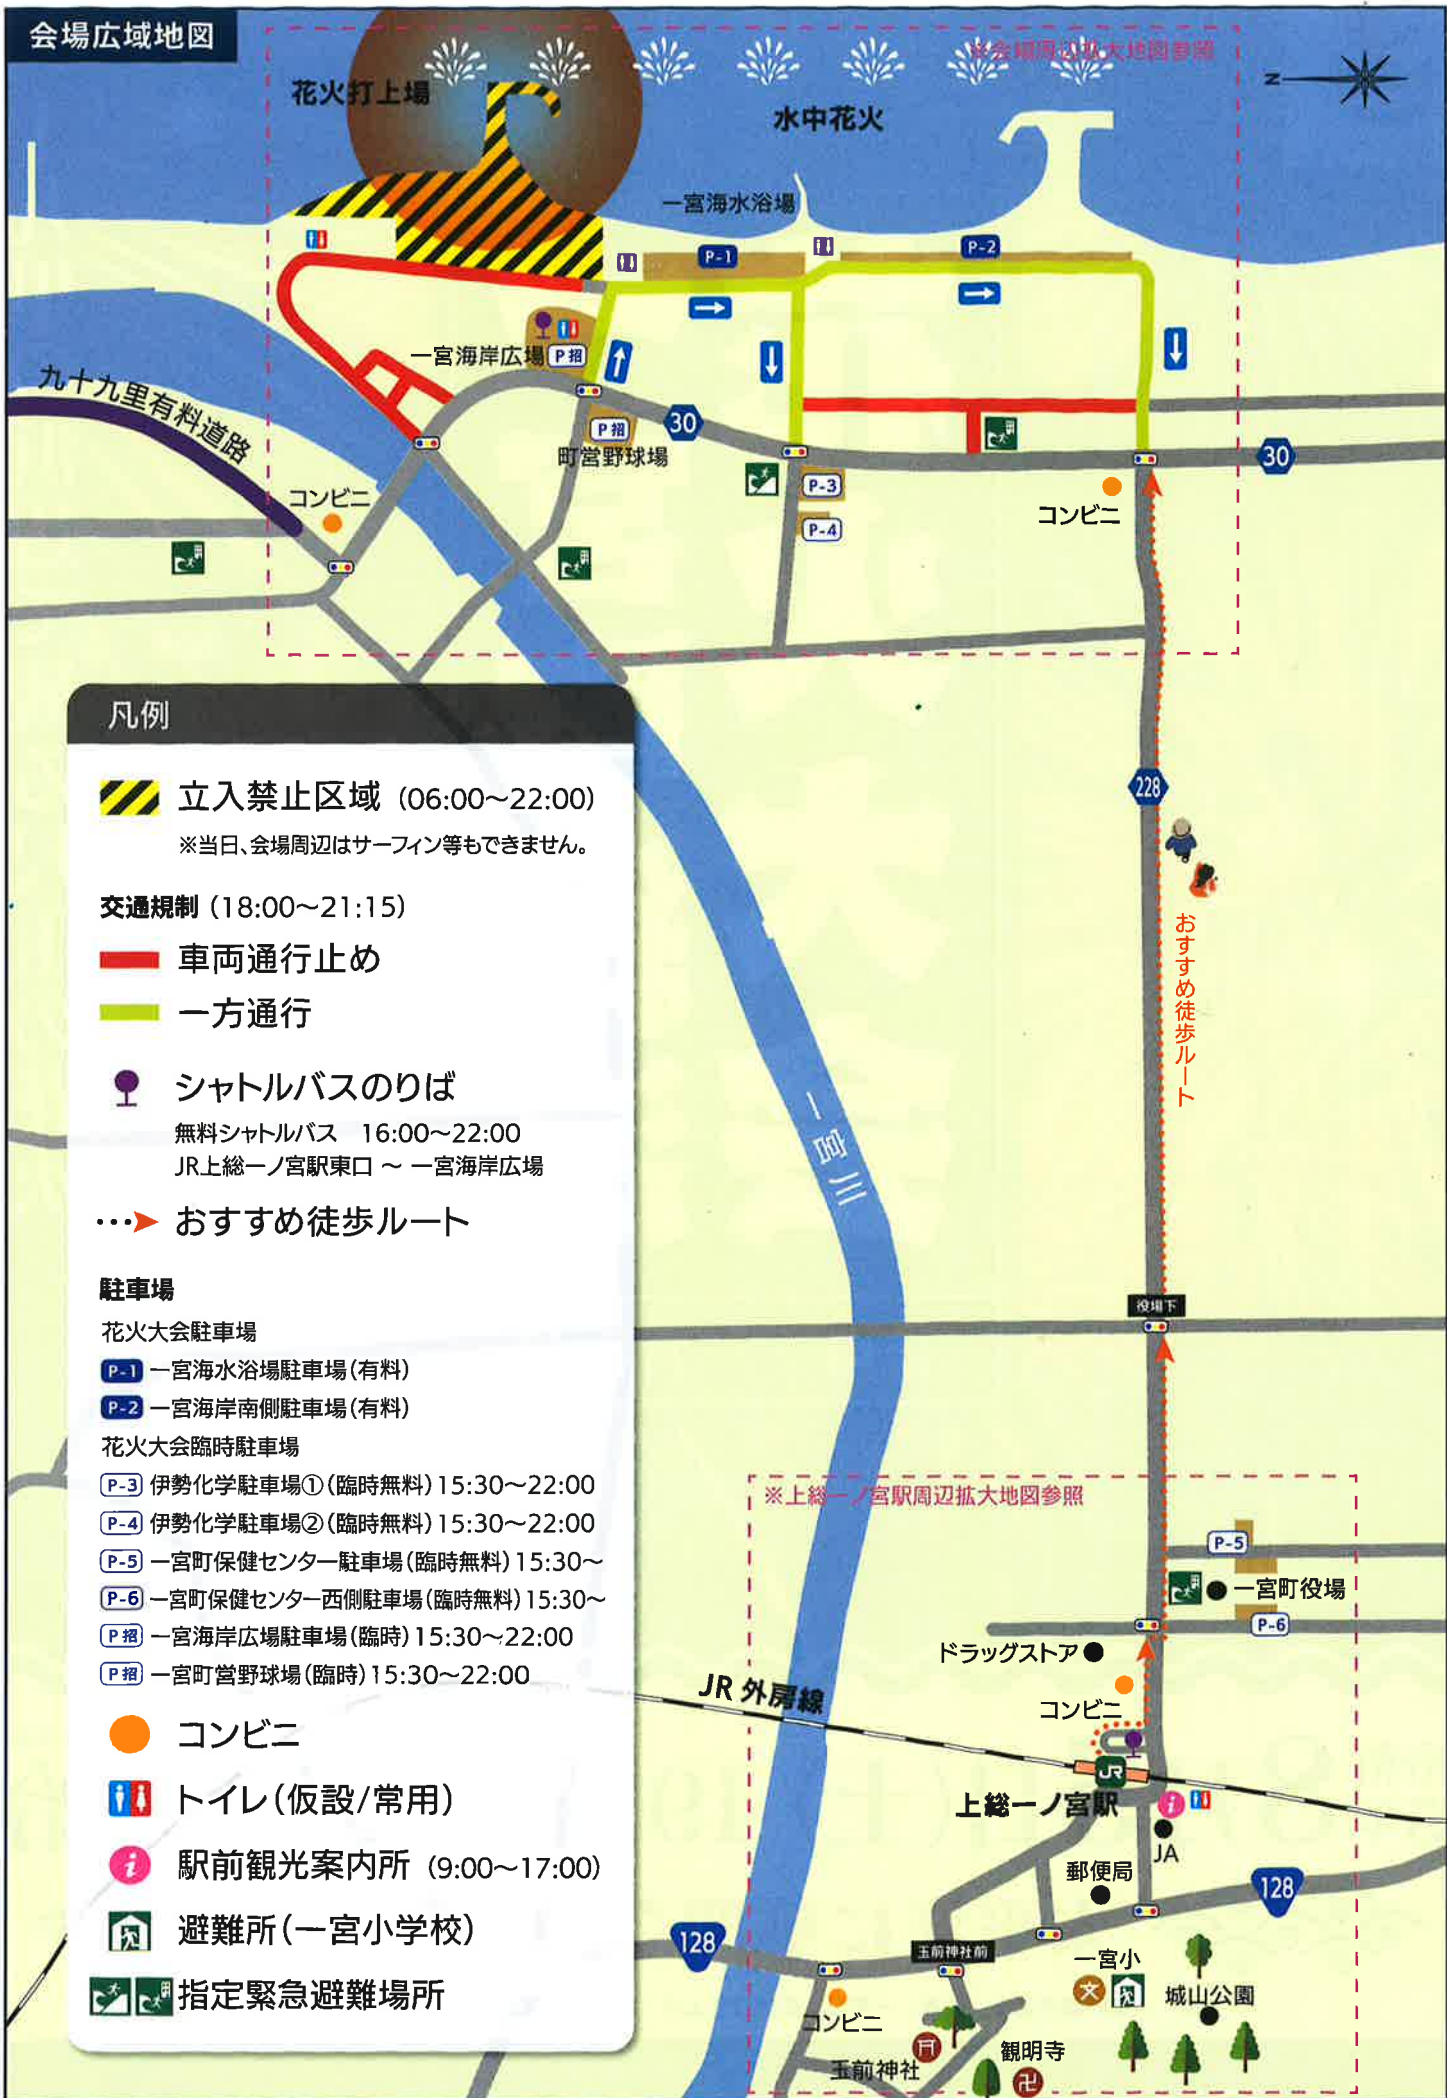 会場広域地図
※会場周辺拡大地図参照
花火打上場
水中花火
N
一宮海水浴場
P-1
P-2
一宮海岸広場
P招
九十九里有料道路
30
P招
町営野球場
30
コンビニ
P-3
コンビニ
P-4
凡例
立入禁止区域 (06:00〜22:00)
※当日、会場周辺はサーフィン等もできません。
交通規制 (18:00〜21:15)
車両通行止め
一方通行
シャトルバスのりば
無料シャトルバス 16:00〜22:00
JR上総一ノ宮駅東口 〜 一宮海岸広場
おすすめ徒歩ルート
駐車場
花火大会駐車場
P-1 一宮海水浴場駐車場(有料)
P-2 一宮海岸南側駐車場(有料)
花火大会臨時駐車場
P-3 伊勢化学駐車場①(臨時無料) 15:30〜22:00
P-4 伊勢化学駐車場②(臨時無料) 15:30〜22:00
P-5 一宮町保健センター駐車場(臨時無料) 15:30〜
P-6 一宮町保健センター西側駐車場(臨時無料) 15:30〜
P招 一宮海岸広場駐車場(臨時) 15:30〜22:00
P招 一宮町営野球場(臨時) 15:30〜22:00
コンビニ
トイレ(仮設/常用)
i 駅前観光案内所 (9:00〜17:00)
避難所(一宮小学校)
指定緊急避難場所
228
おすすめ徒歩ルート
一宮川
役場下
※上総一ノ宮駅周辺拡大地図参照
P-5
一宮町役場
P-6
ドラッグストア
コンビニ
JR 外房線
JR
上総一ノ宮駅
i
JA
郵便局
128
128
玉前神社前
一宮小
文
城山公園
コンビニ
観明寺
玉前神社
卍